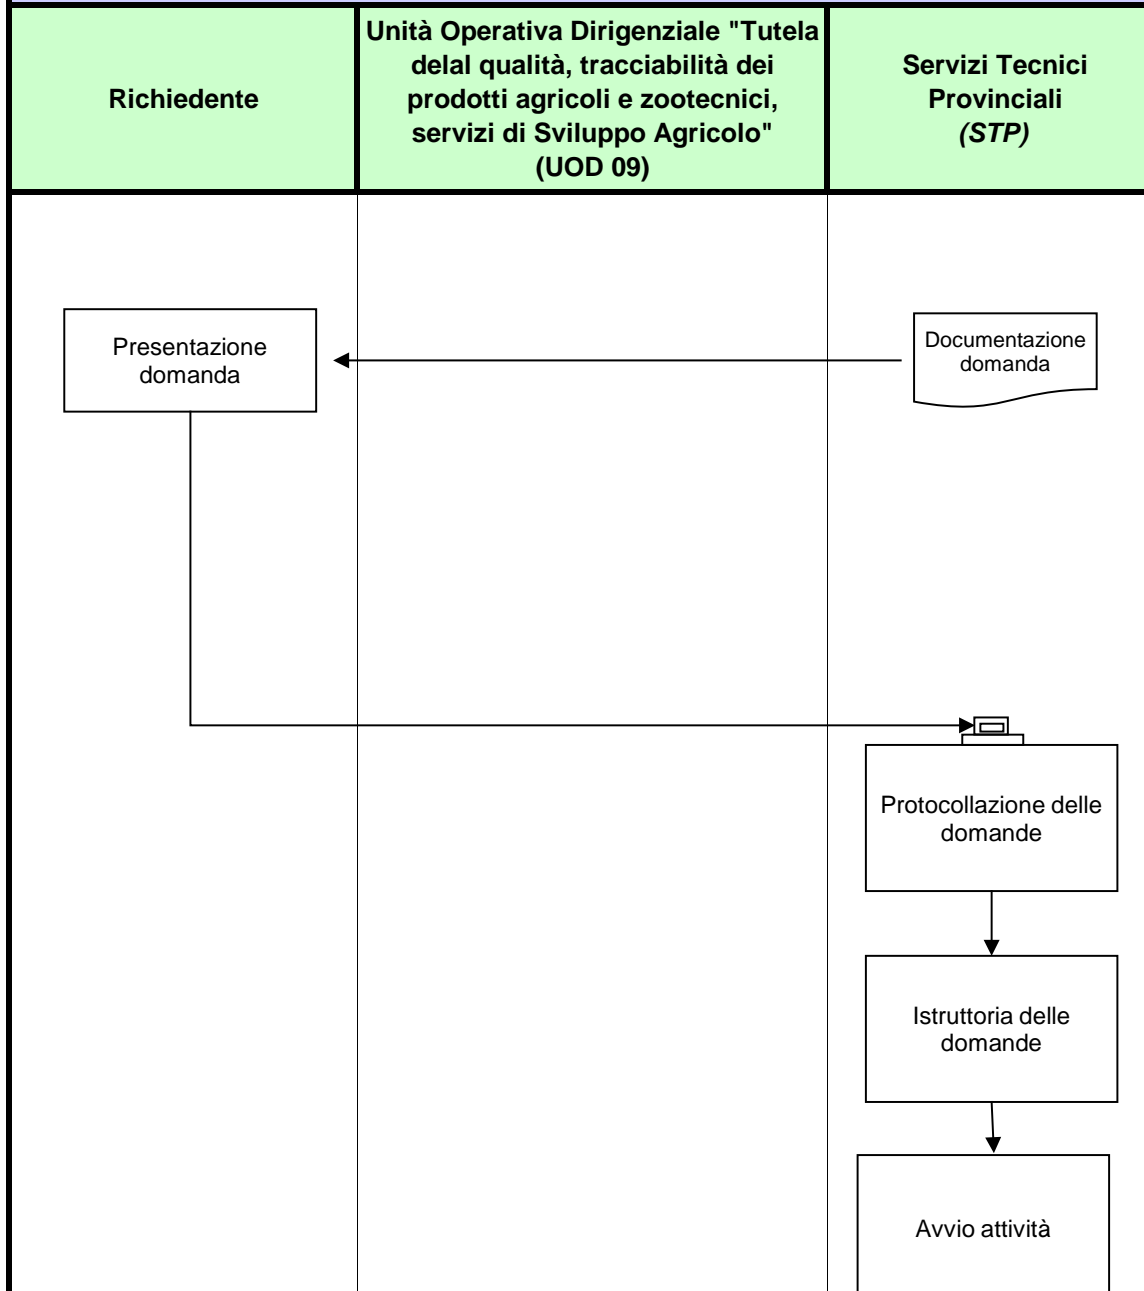 Richiedente
Unità Operativa Dirigenziale "Tutela
delal qualità, tracciabilità dei
prodotti agricoli e zootecnici,
servizi di Sviluppo Agricolo"
(UOD 09)
Servizi Tecnici
Provinciali
(STP)
Presentazione
domanda
Documentazione
domanda
Protocollazione delle
domande
Istruttoria delle
domande
Avvio attività